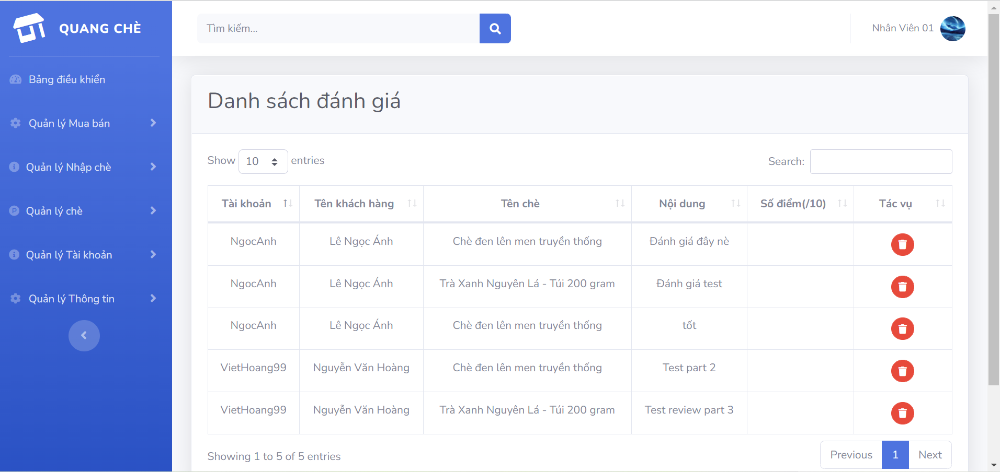 QUANG CHÈ
Tìm kiếm...
Nhân Viên 01
Bảng điều khiển
Quản lý Mua bán
Quản lý Nhập chè
Quản lý chè
Quản lý Tài khoản
Quản lý Thông tin
Danh sách đánh giá
Show 10 entries
Search:
Tài khoản Tên khách hàng Tên chè Nội dung Số điểm(/10) Tác vụ
NgocAnh Lê Ngọc Ánh Chè đen lên men truyền thống Đánh giá đây nè
NgocAnh Lê Ngọc Ánh Trà Xanh Nguyên Lá - Túi 200 gram Đánh giá test
NgocAnh Lê Ngọc Ánh Chè đen lên men truyền thống tốt
VietHoang99 Nguyễn Văn Hoàng Chè đen lên men truyền thống Test part 2
VietHoang99 Nguyễn Văn Hoàng Trà Xanh Nguyên Lá - Túi 200 gram Test review part 3
Showing 1 to 5 of 5 entries
Previous 1 Next